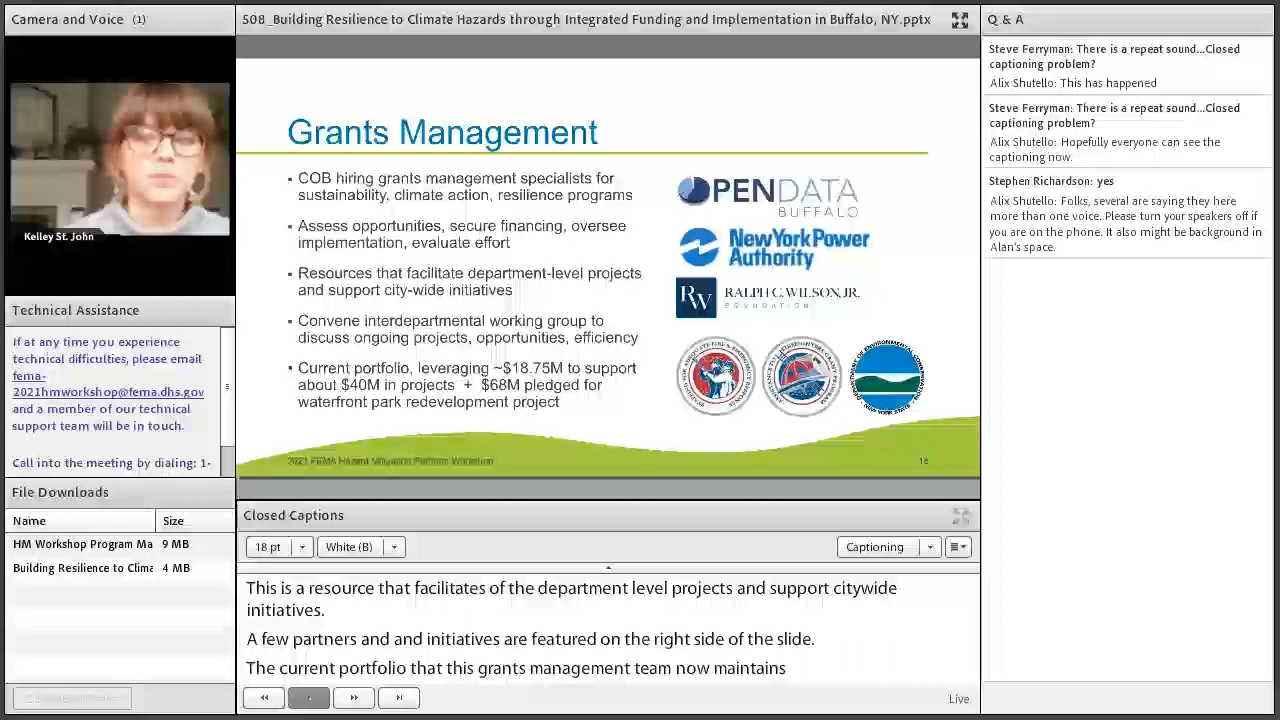 Camera and Voice (1)
Kelley St. John
Technical Assistance
If at any time you experience
technical difficulties, please email
fema-
2021hmworkshop@fema.dhs.gov
and a member of our technical
support team will be in touch.
Call into the meeting by dialing: 1-
File Downloads
Name Size
HM Workshop Program Ma 9 MB
Building Resilience to Clima 4 MB
508_Building Resilience to Climate Hazards through Integrated Funding and Implementation in Buffalo, NY.pptx
Grants Management
▪ COB hiring grants management specialists for
sustainability, climate action, resilience programs
▪ Assess opportunities, secure financing, oversee
implementation, evaluate effort
▪ Resources that facilitate department-level projects
and support city-wide initiatives
▪ Convene interdepartmental working group to
discuss ongoing projects, opportunities, efficiency
▪ Current portfolio, leveraging ~$18.75M to support
about $40M in projects + $68M pledged for
waterfront park redevelopment project
OPENDATA
BUFFALO
New York Power
Authority
RW
RALPH C. WILSON, JR.
FOUNDATION
2021 FEMA Hazard Mitigation Partners Workshop
18
Closed Captions
18 pt White (B) Captioning
This is a resource that facilitates of the department level projects and support citywide
initiatives.
A few partners and and initiatives are featured on the right side of the slide.
The current portfolio that this grants management team now maintains
Live
Q & A
Steve Ferryman: There is a repeat sound...Closed
captioning problem?
Alix Shutello: This has happened
Steve Ferryman: There is a repeat sound...Closed
captioning problem?
Alix Shutello: Hopefully everyone can see the
captioning now.
Stephen Richardson: yes
Alix Shutello: Folks, several are saying they here
more than one voice. Please turn your speakers off if
you are on the phone. It also might be background in
Alan's space.